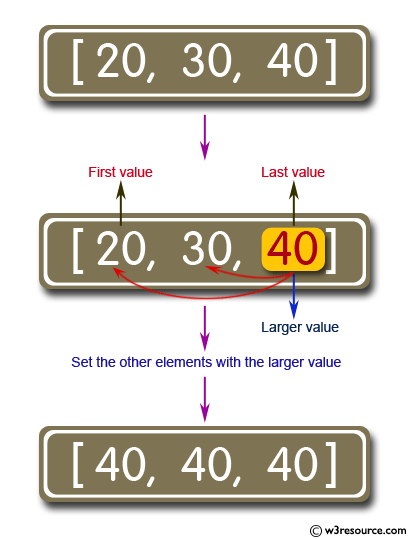 [ 20, 30, 40 ]
First value Last value
[ 20, 30, 40 ]
Larger value
Set the other elements with the larger value
[ 40, 40, 40 ]
© w3resource.com